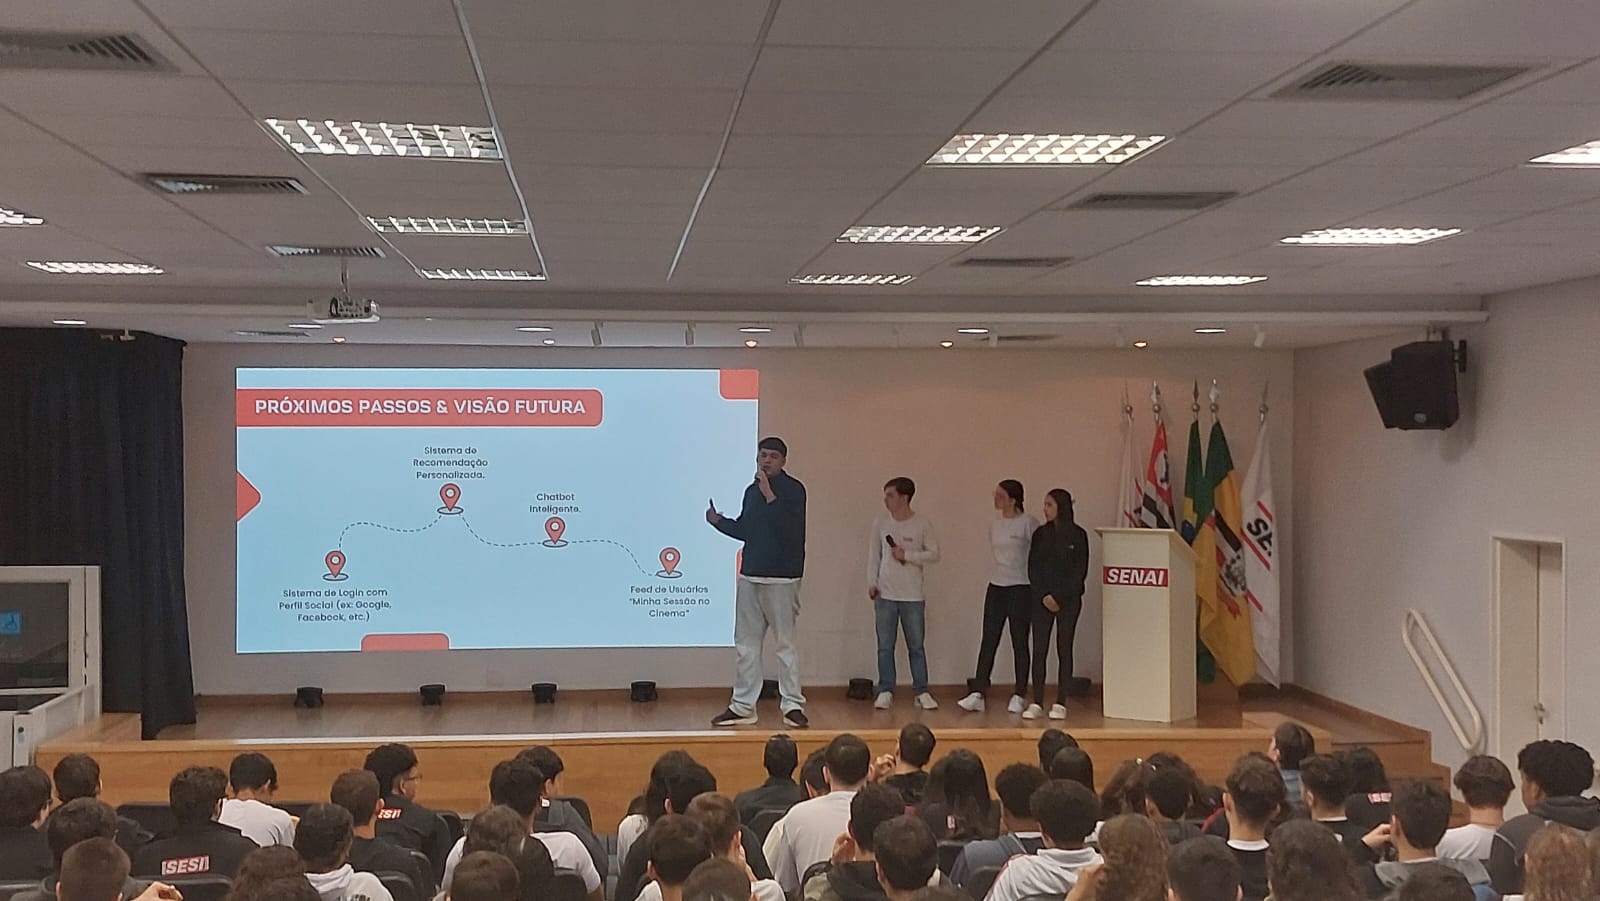 PRÓXIMOS PASSOS & VISÃO FUTURA
Sistema de
Recomendação
Personalizada.
Chatbot
Inteligente.
Sistema de Login com
Perfil Social (ex: Google,
Facebook, etc.)
Feed de Usuários
"Minha Sessão no
Cinema"
SENAI
SE
SESI
SESI